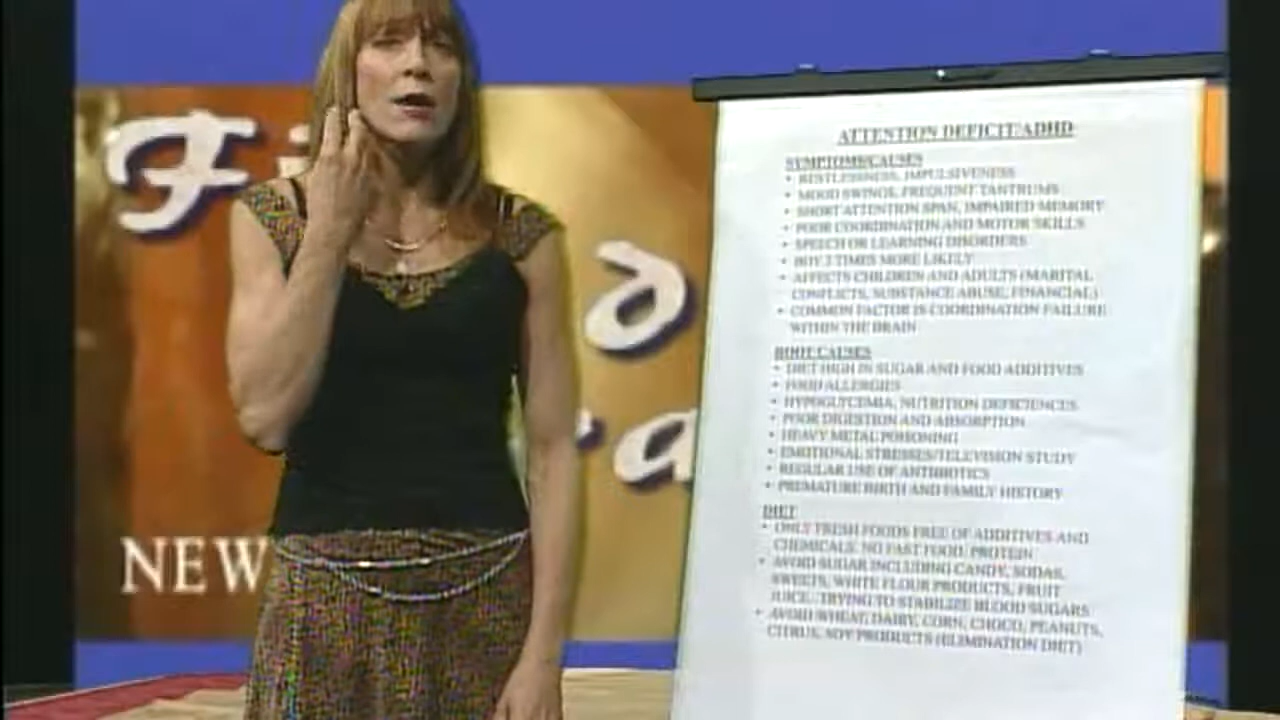 Fi
d
ra
NEW
ATTENTION DEFICIT/ADHD
SYMPTOMS/CAUSES
• RESTLESSNESS, IMPULSIVENESS
• MOOD SWINGS, FREQUENT TANTRUMS
• SHORT ATTENTION SPAN, IMPAIRED MEMORY
• POOR COORDINATION AND MOTOR SKILLS
• SPEECH OR LEARNING DISORDERS
• BOY 3 TIMES MORE LIKELY
• AFFECTS CHILDREN AND ADULTS (MARITAL
CONFLICTS, SUBSTANCE ABUSE, FINANCIAL)
• COMMON FACTOR IS COORDINATION FAILURE
WITHIN THE BRAIN
ROOT CAUSES
• DIET HIGH IN SUGAR AND FOOD ADDITIVES
• FOOD ALLERGIES
• HYPOGLYCEMIA, NUTRITION DEFICIENCES
• POOR DIGESTION AND ABSORPTION
• HEAVY METAL POISONING
• EMOTIONAL STRESSES/TELEVISION STUDY
• REGULAR USE OF ANTIBIOTICS
• PREMATURE BIRTH AND FAMILY HISTORY
DIET
• ONLY FRESH FOODS FREE OF ADDITIVES AND
CHEMICALS. NO FAST FOOD. PROTEIN
• AVOID SUGAR INCLUDING CANDY, SODAS,
SWEETS, WHITE FLOUR PRODUCTS, FRUIT
JUICE...TRYING TO STABILIZE BLOOD SUGARS
• AVOID WHEAT, DAIRY, CORN, CHOCO, PEANUTS,
CITRUS, SOY PRODUCTS (ELIMINATION DIET)